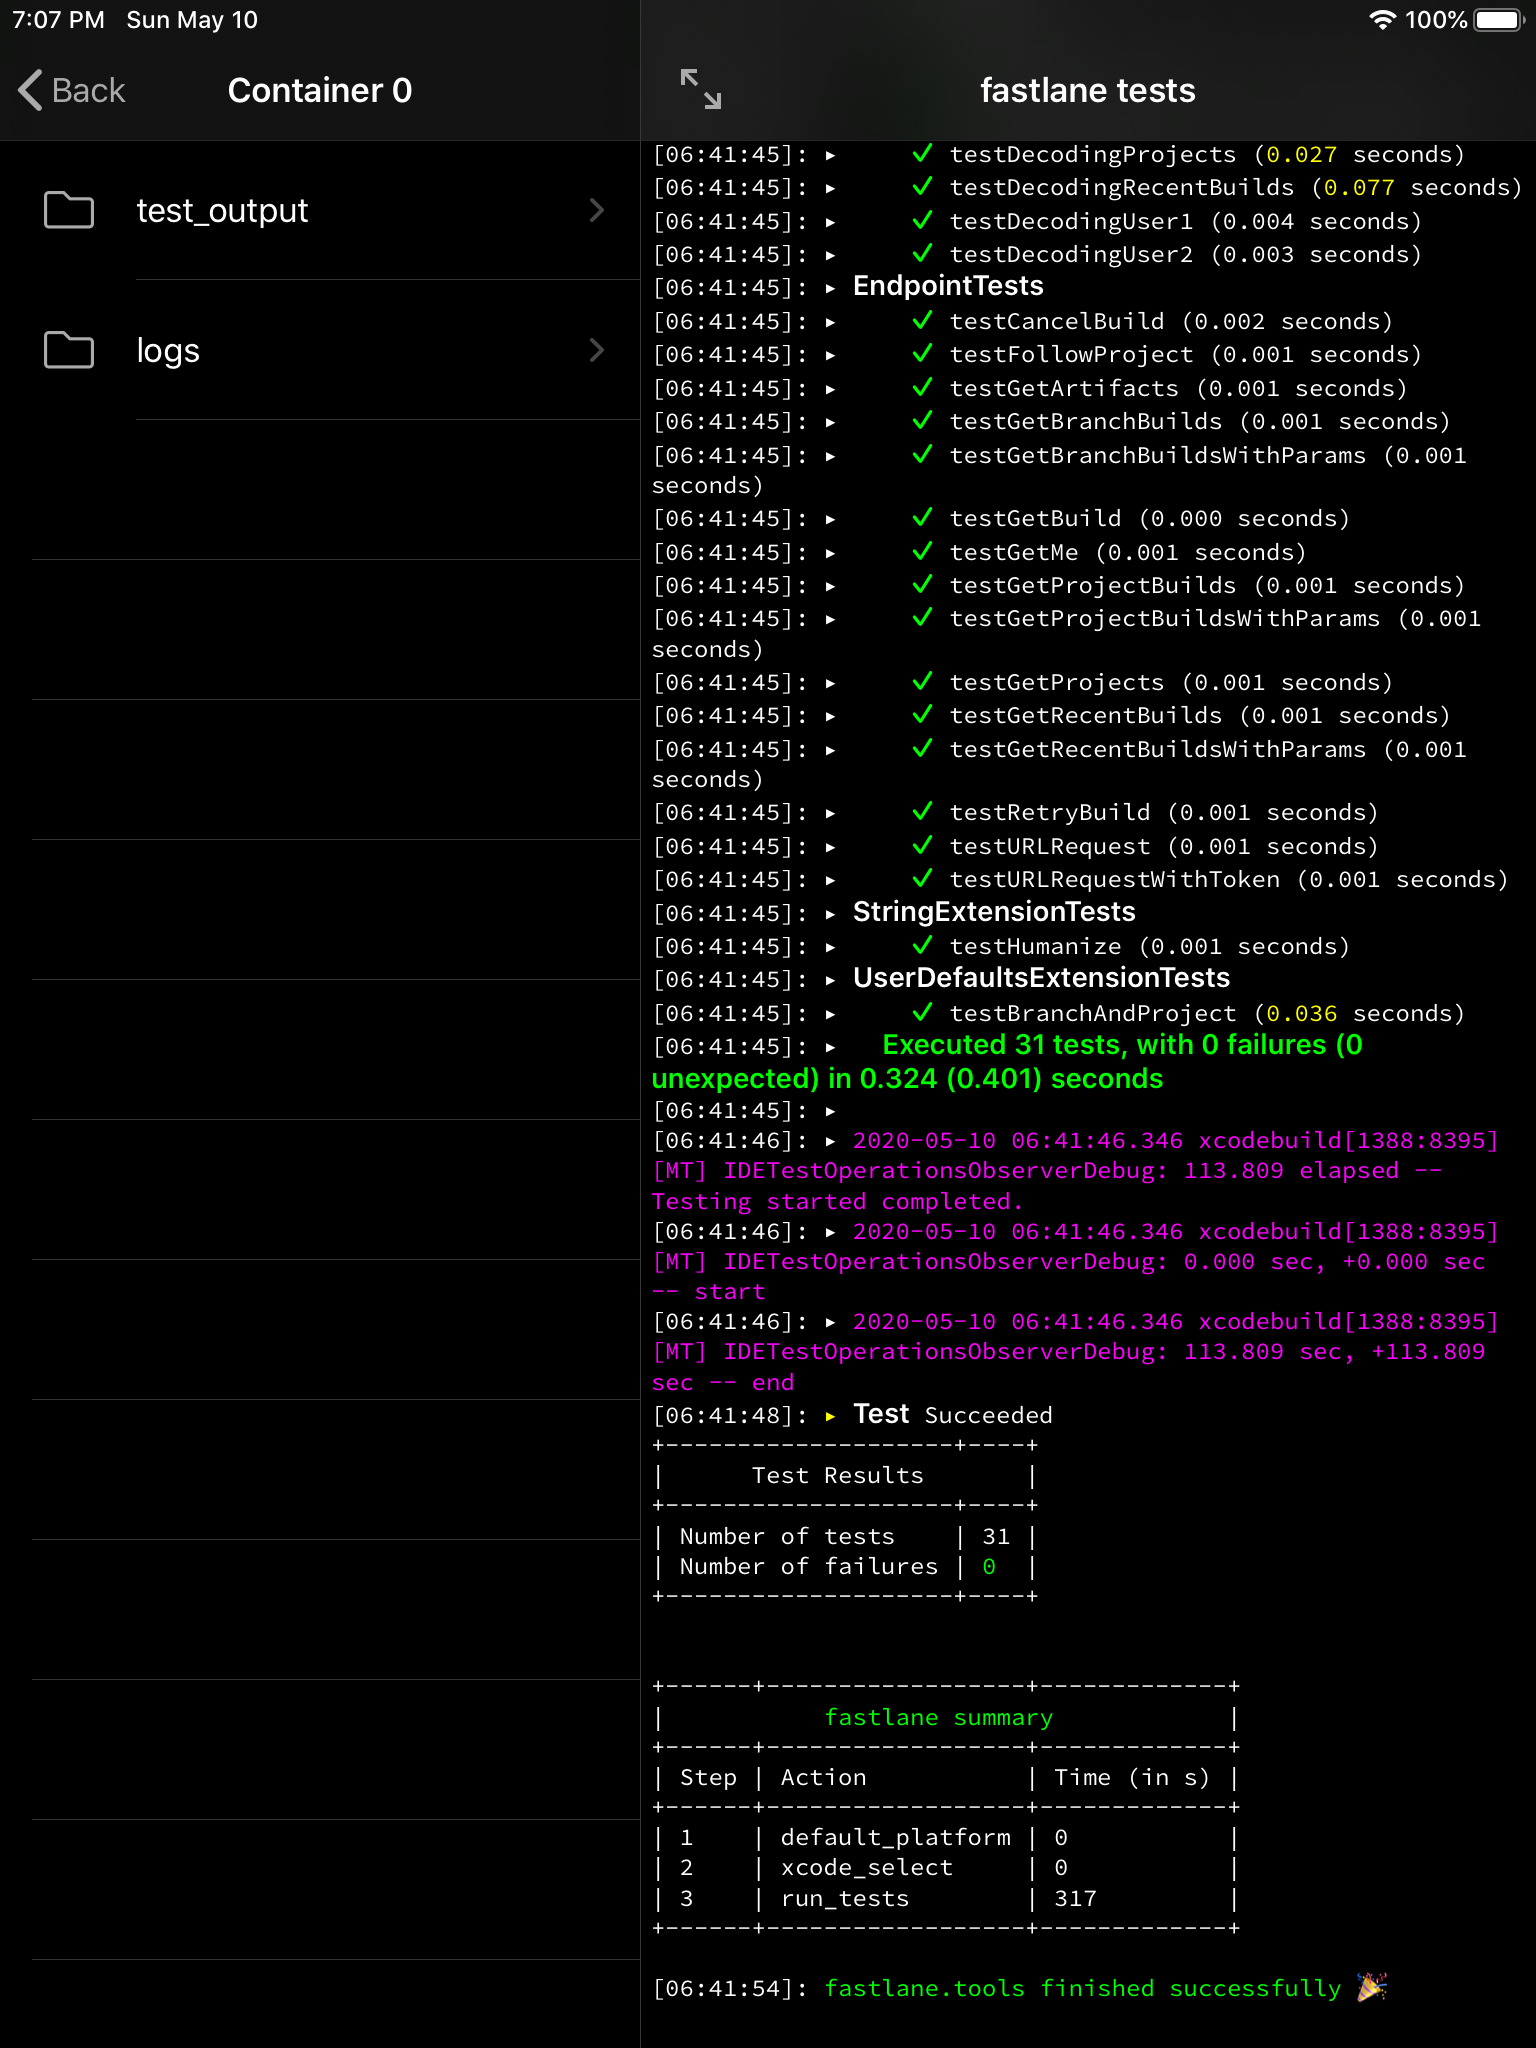 7:07 PM Sun May 10
100%
Back
Container 0
fastlane tests
test_output
logs
[06:41:45]: ▸ ✓ testDecodingProjects (0.027 seconds)
[06:41:45]: ▸ ✓ testDecodingRecentBuilds (0.077 seconds)
[06:41:45]: ▸ ✓ testDecodingUser1 (0.004 seconds)
[06:41:45]: ▸ ✓ testDecodingUser2 (0.003 seconds)
[06:41:45]: ▸ EndpointTests
[06:41:45]: ▸ ✓ testCancelBuild (0.002 seconds)
[06:41:45]: ▸ ✓ testFollowProject (0.001 seconds)
[06:41:45]: ▸ ✓ testGetArtifacts (0.001 seconds)
[06:41:45]: ▸ ✓ testGetBranchBuilds (0.001 seconds)
[06:41:45]: ▸ ✓ testGetBranchBuildsWithParams (0.001
seconds)
[06:41:45]: ▸ ✓ testGetBuild (0.000 seconds)
[06:41:45]: ▸ ✓ testGetMe (0.001 seconds)
[06:41:45]: ▸ ✓ testGetProjectBuilds (0.001 seconds)
[06:41:45]: ▸ ✓ testGetProjectBuildsWithParams (0.001
seconds)
[06:41:45]: ▸ ✓ testGetProjects (0.001 seconds)
[06:41:45]: ▸ ✓ testGetRecentBuilds (0.001 seconds)
[06:41:45]: ▸ ✓ testGetRecentBuildsWithParams (0.001
seconds)
[06:41:45]: ▸ ✓ testRetryBuild (0.001 seconds)
[06:41:45]: ▸ ✓ testURLRequest (0.001 seconds)
[06:41:45]: ▸ ✓ testURLRequestWithToken (0.001 seconds)
[06:41:45]: ▸ StringExtensionTests
[06:41:45]: ▸ ✓ testHumanize (0.001 seconds)
[06:41:45]: ▸ UserDefaultsExtensionTests
[06:41:45]: ▸ ✓ testBranchAndProject (0.036 seconds)
[06:41:45]: ▸ Executed 31 tests, with 0 failures (0
unexpected) in 0.324 (0.401) seconds
[06:41:45]: ▸
[06:41:46]: ▸ 2020-05-10 06:41:46.346 xcodebuild[1388:8395]
[MT] IDETestOperationsObserverDebug: 113.809 elapsed --
Testing started completed.
[06:41:46]: ▸ 2020-05-10 06:41:46.346 xcodebuild[1388:8395]
[MT] IDETestOperationsObserverDebug: 0.000 sec, +0.000 sec
-- start
[06:41:46]: ▸ 2020-05-10 06:41:46.346 xcodebuild[1388:8395]
[MT] IDETestOperationsObserverDebug: 113.809 sec, +113.809
sec -- end
[06:41:48]: ▸ Test Succeeded
+--------------------+----+
|      Test Results       |
+--------------------+----+
| Number of tests    | 31 |
| Number of failures | 0  |
+--------------------+----+
+------+------------------+-------------+
|           fastlane summary            |
+------+------------------+-------------+
| Step | Action           | Time (in s) |
+------+------------------+-------------+
| 1    | default_platform | 0           |
| 2    | xcode_select     | 0           |
| 3    | run_tests        | 317         |
+------+------------------+-------------+
[06:41:54]: fastlane.tools finished successfully 🎉